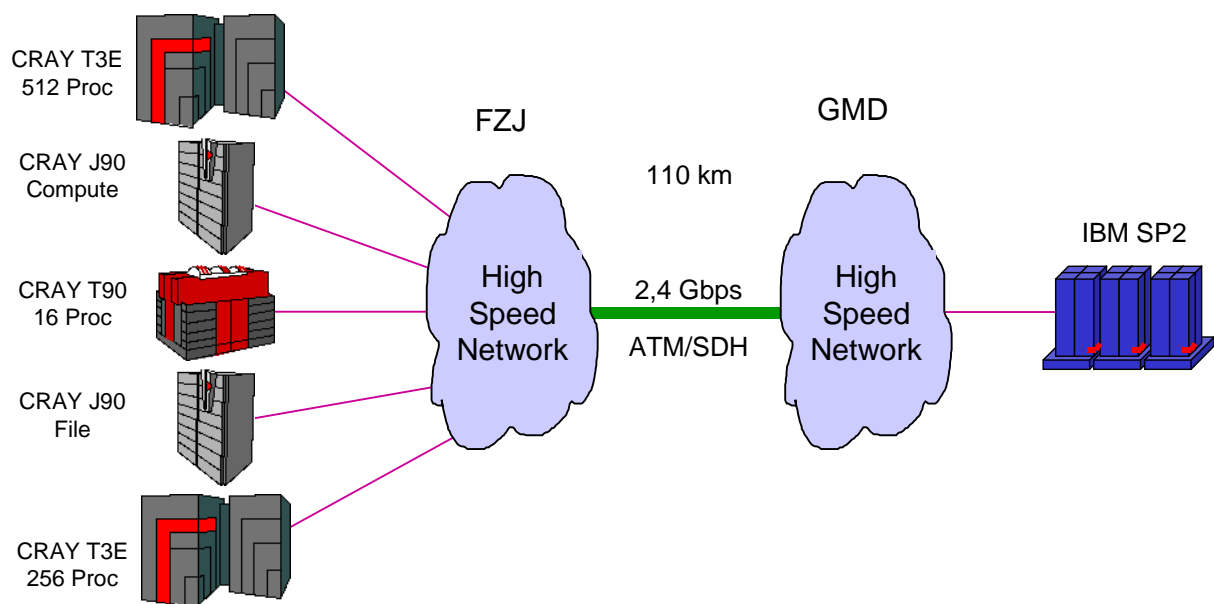 CRAY T3E
512 Proc
CRAY J90
Compute
CRAY T90
16 Proc
CRAY J90
File
CRAY T3E
256 Proc
FZJ
High
Speed
Network
110 km
2,4 Gbps
ATM/SDH
GMD
High
Speed
Network
IBM SP2